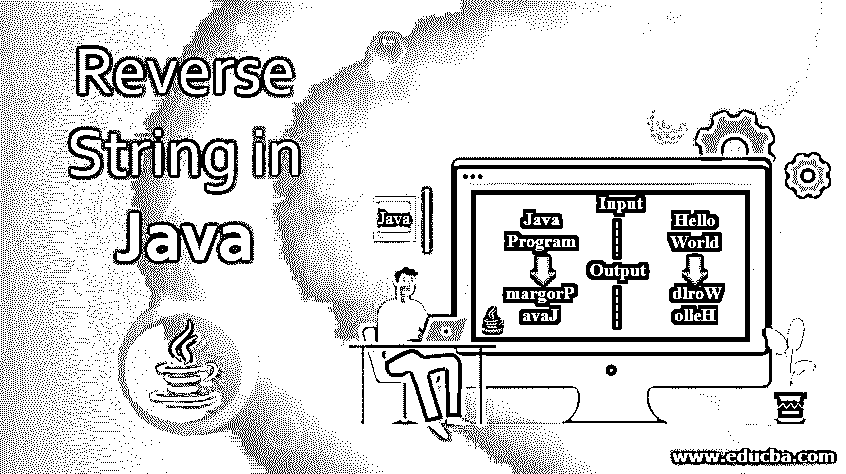 Reverse
String in
Java
Java
Input
Java
Program
Hello
World
Output
margorP
avaJ
dlroW
olleH
www.educba.com